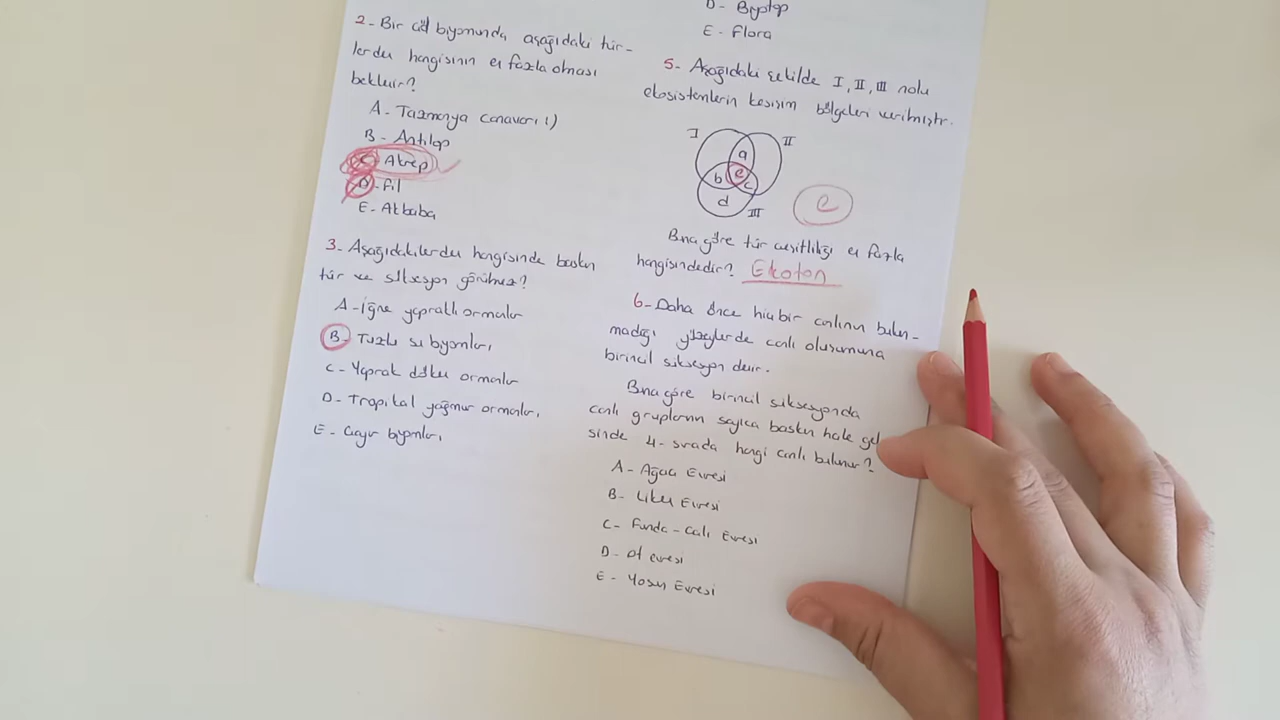 2- Bir çöl biyomunda aşağıdaki tür-
lerden hangisinin en fazla olması
beklenir?
A- Tazmanya canavarı :)
B- Antilop
C- Akrep
D- Fil
E- Akbaba
3- Aşağıdakilerden hangisinde baskın
tür ve süksesyon görülmez?
A- İğne yapraklı ormanlar
B- Tuzlu su biyomları
C- Yaprak döken ormanlar
D- Tropikal yağmur ormanları
E- Çayır biyomları
D- Biyotop
E- Flora
5- Aşağıdaki şekilde I, II, III nolu
ekosistemlerin kesişim bölgeleri verilmiştir.
I
II
a
b
e
c
d
III
e
Buna göre tür çeşitliliği en fazla
hangisindedir? Ekoton
6- Daha önce hiçbir canlının bulun-
madığı yüzeylerde canlı oluşumuna
birincil süksesyon denir.
Buna göre birincil süksesyonda
canlı grupların sayıca baskın hale gel
sinde 4. sırada hangi canlı bulunur?
A- Ağaç Evresi
B- Liken Evresi
C- Funda-Çalı Evresi
D- Ot evresi
E- Yosun Evresi